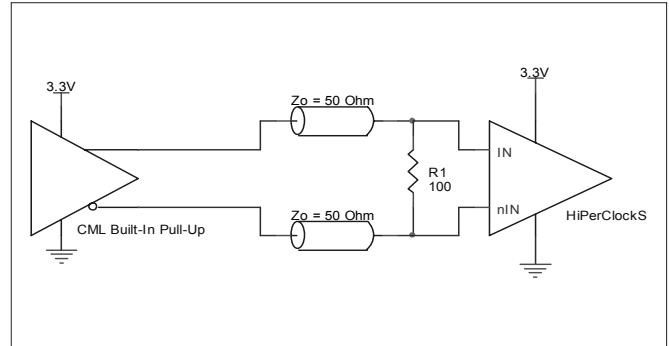 3.3V
3.3V
Zo = 50 Ohm
IN
R1
100
nIN
HiPerClockS
CML Built-In Pull-Up
Zo = 50 Ohm